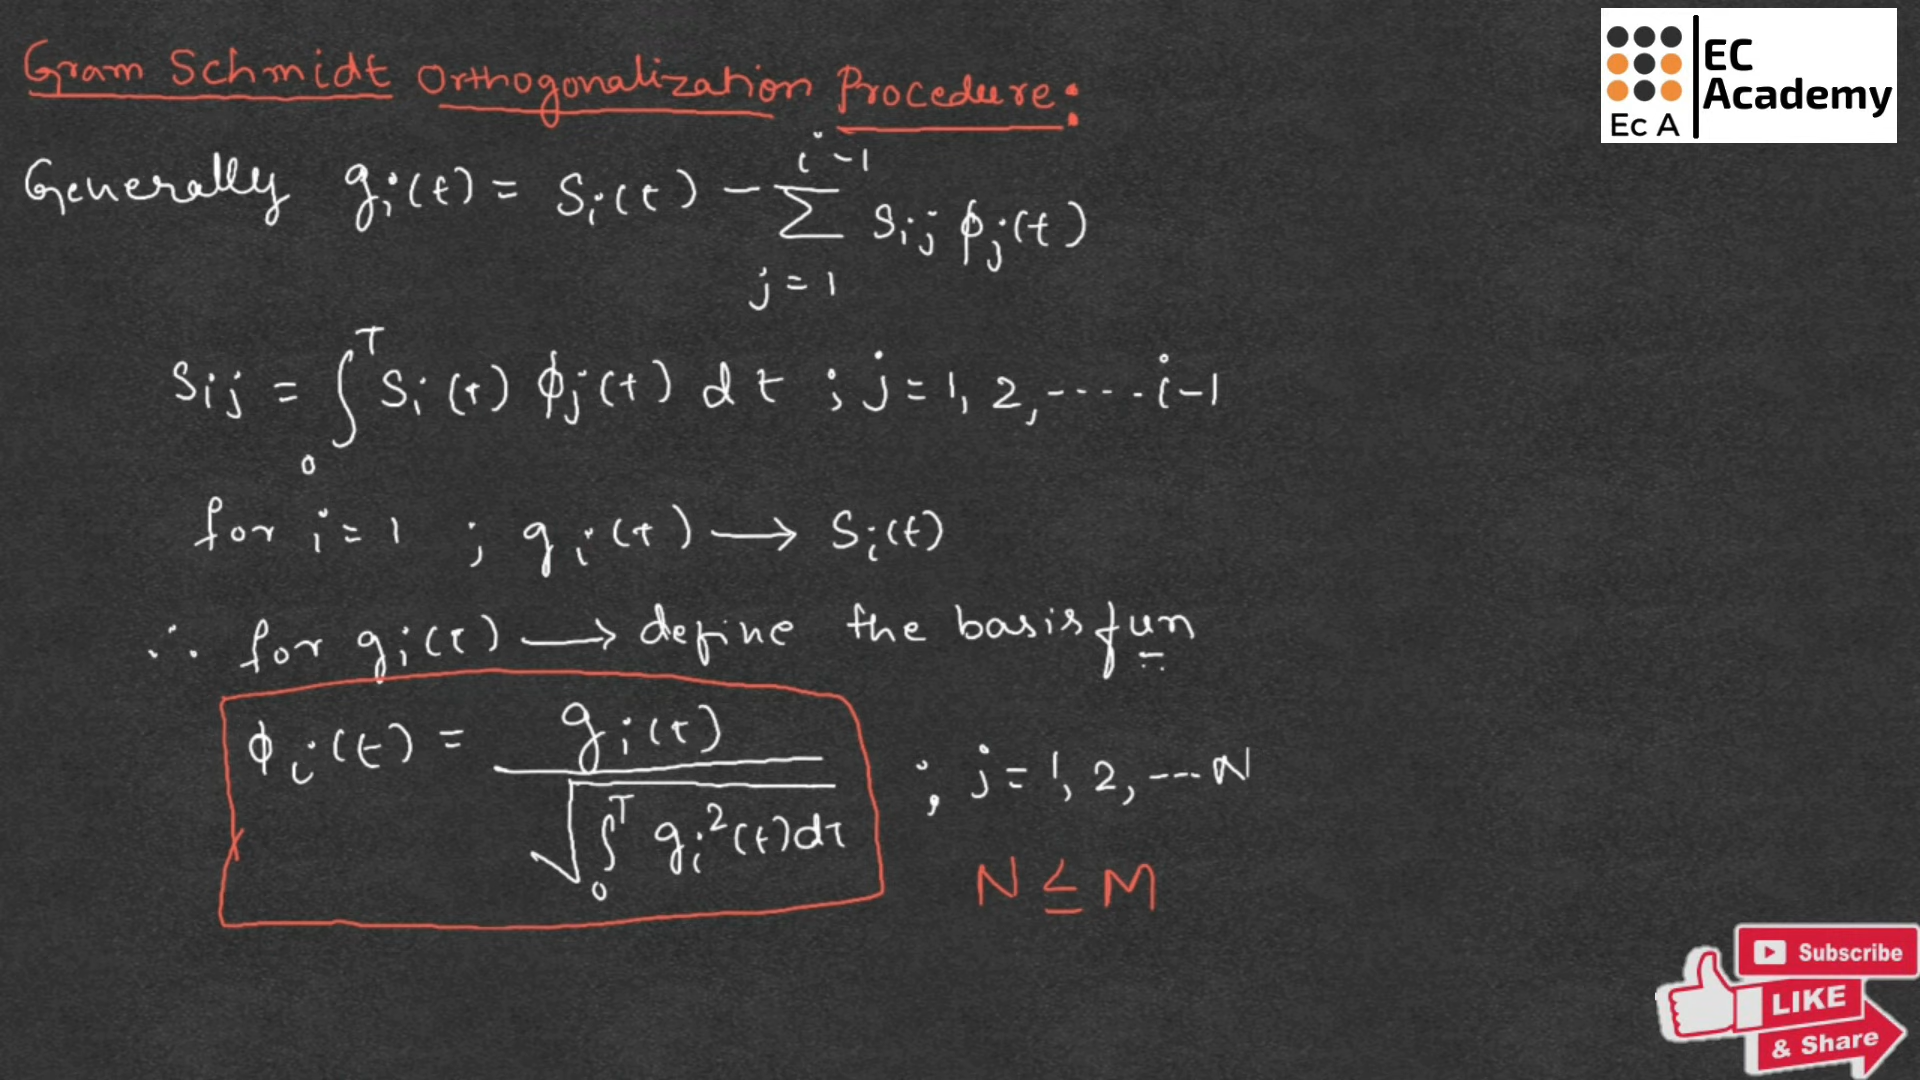 Gram Schmidt Orthogonalization Procedure:
EC Academy
Ec A
Generally gᵢ(t) = Sᵢ(t) - Σ_{j=1}^{i-1} Sᵢⱼ ϕⱼ(t)
Sᵢⱼ = ∫₀ᵀ Sᵢ(t) ϕⱼ(t) dt ; j = 1, 2, ----- i-1
for i = 1 ; gᵢ(t) ⟶ Sᵢ(t)
∴ for gᵢ(t) ⟶ define the basis fun
ϕᵢ(t) = gᵢ(t) / √(∫₀ᵀ gᵢ²(t)dt) ; j = 1, 2, --- N
N ≤ M
Subscribe
LIKE
& Share